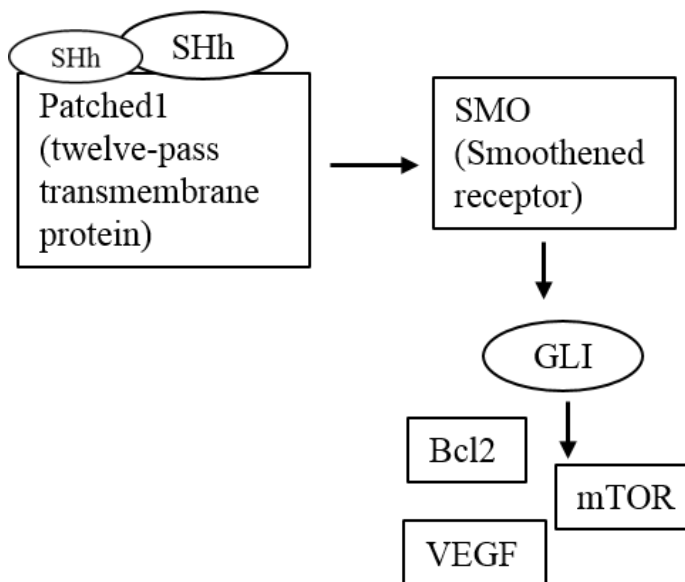 SHh
SHh
Patched1
(twelve-pass
transmembrane
protein)
SMO
(Smoothened
receptor)
GLI
Bcl2
mTOR
VEGF